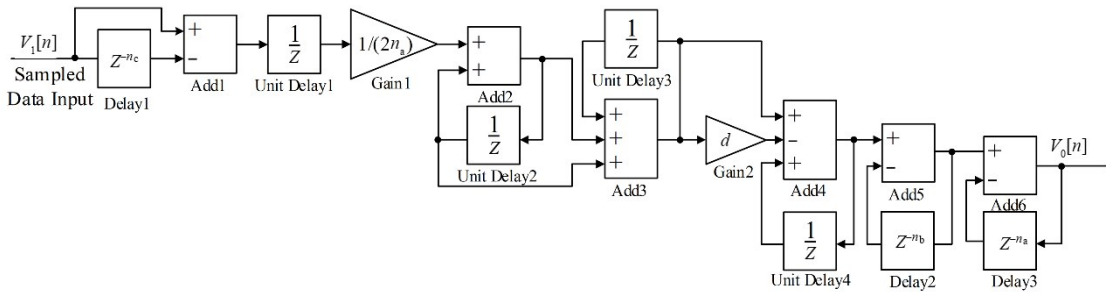 V₁[n]
Sampled
Data Input
Z⁻ⁿᶜ
Delay1
+
−
Add1
1
Z
Unit Delay1
1/(2nₐ)
Gain1
+
+
Add2
1
Z
Unit Delay2
1
Z
Unit Delay3
+
+
+
Add3
d
Gain2
+
−
+
Add4
1
Z
Unit Delay4
+
−
Add5
Z^{−n_b}
Delay2
+
−
Add6
Z⁻ⁿᵃ
Delay3
V₀[n]